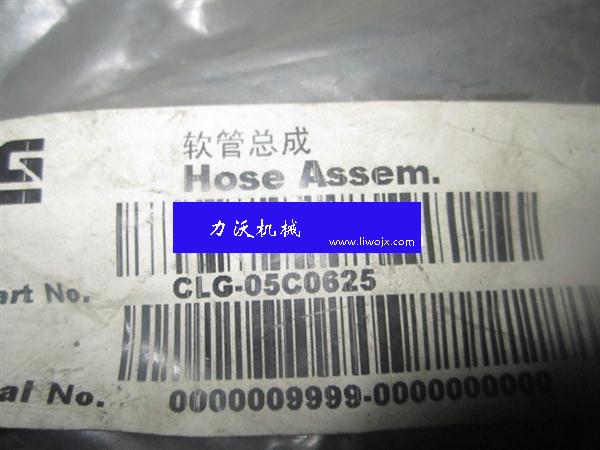 软管总成
Hose Assem.
力沃机械
www.liwojx.com
art No. CLG-05C0625
al No. 0000009999-0000000000